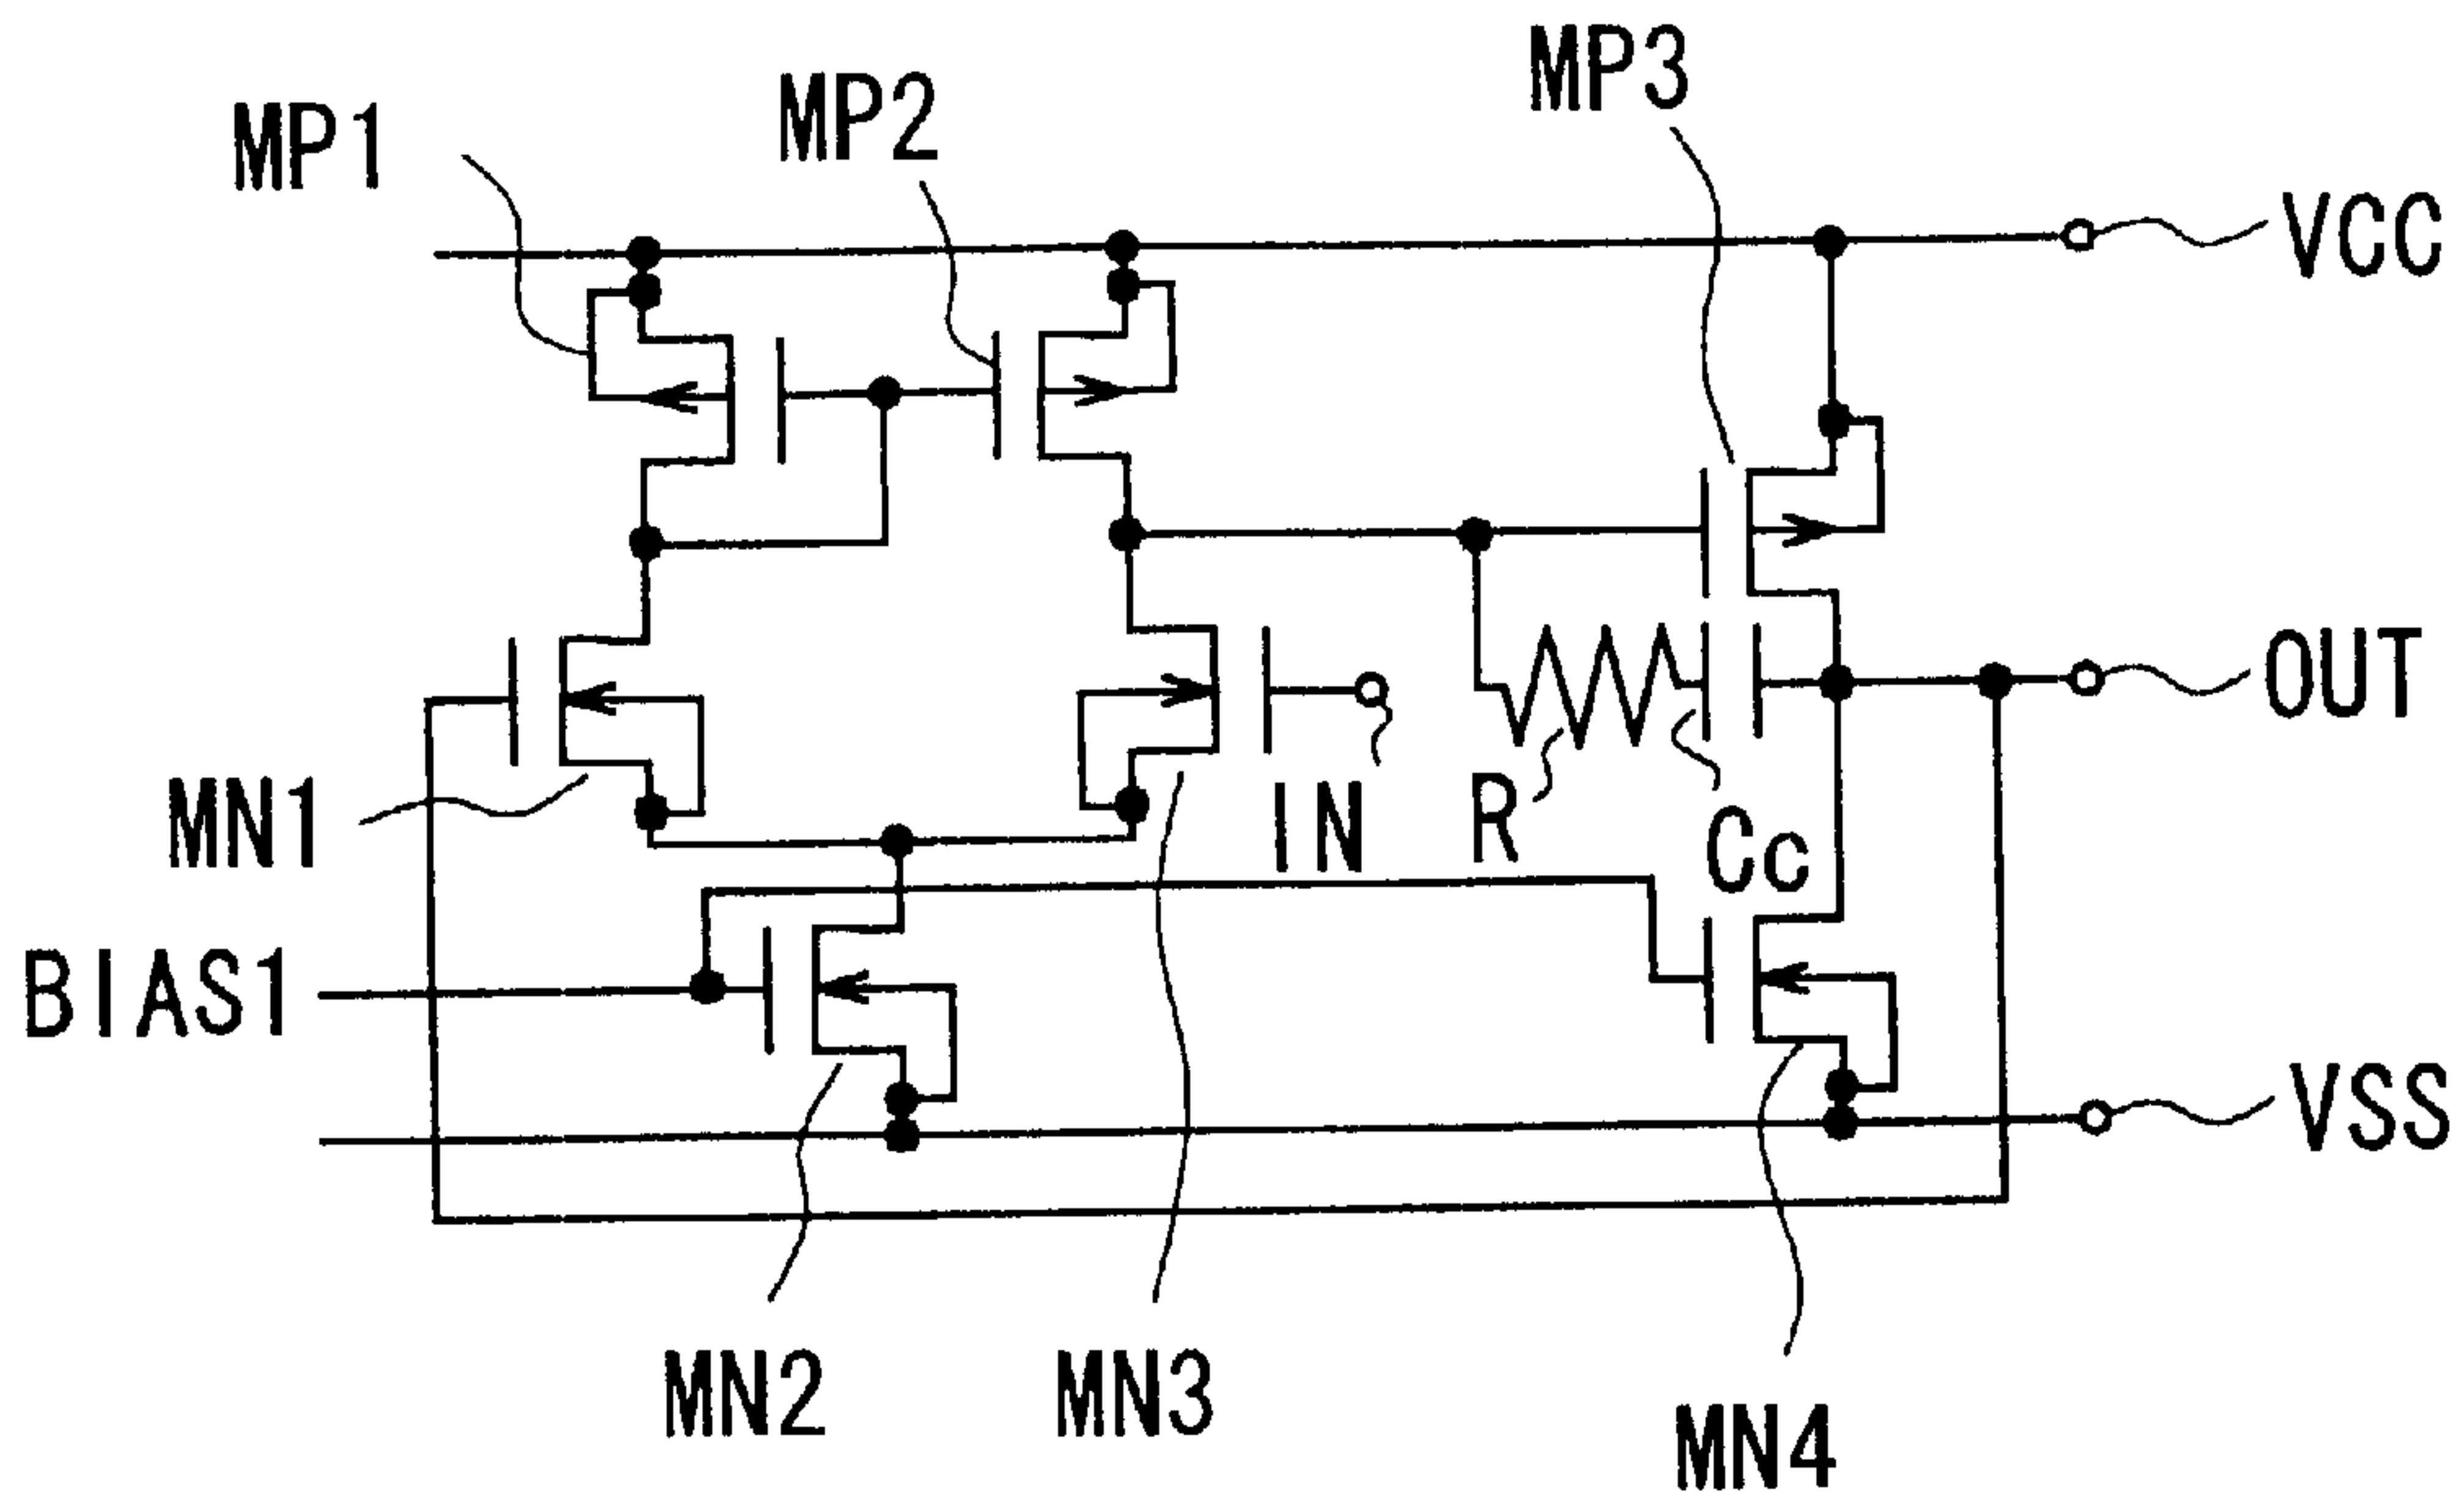 MP3
MP2
MP1
VCC
OUT
IN
R
Cc
MN1
BIAS1
VSS
MN2
MN3
MN4